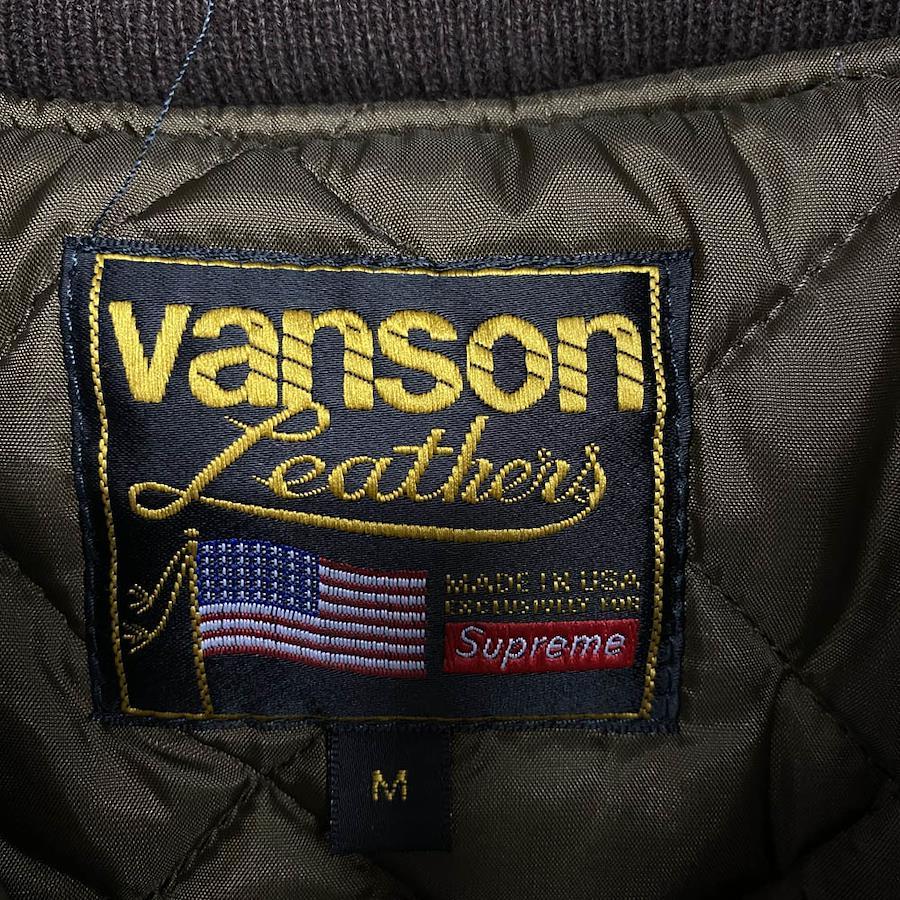 vanson
Leathers
MADE IN USA
EXCLUSIVELY FOR
Supreme
M